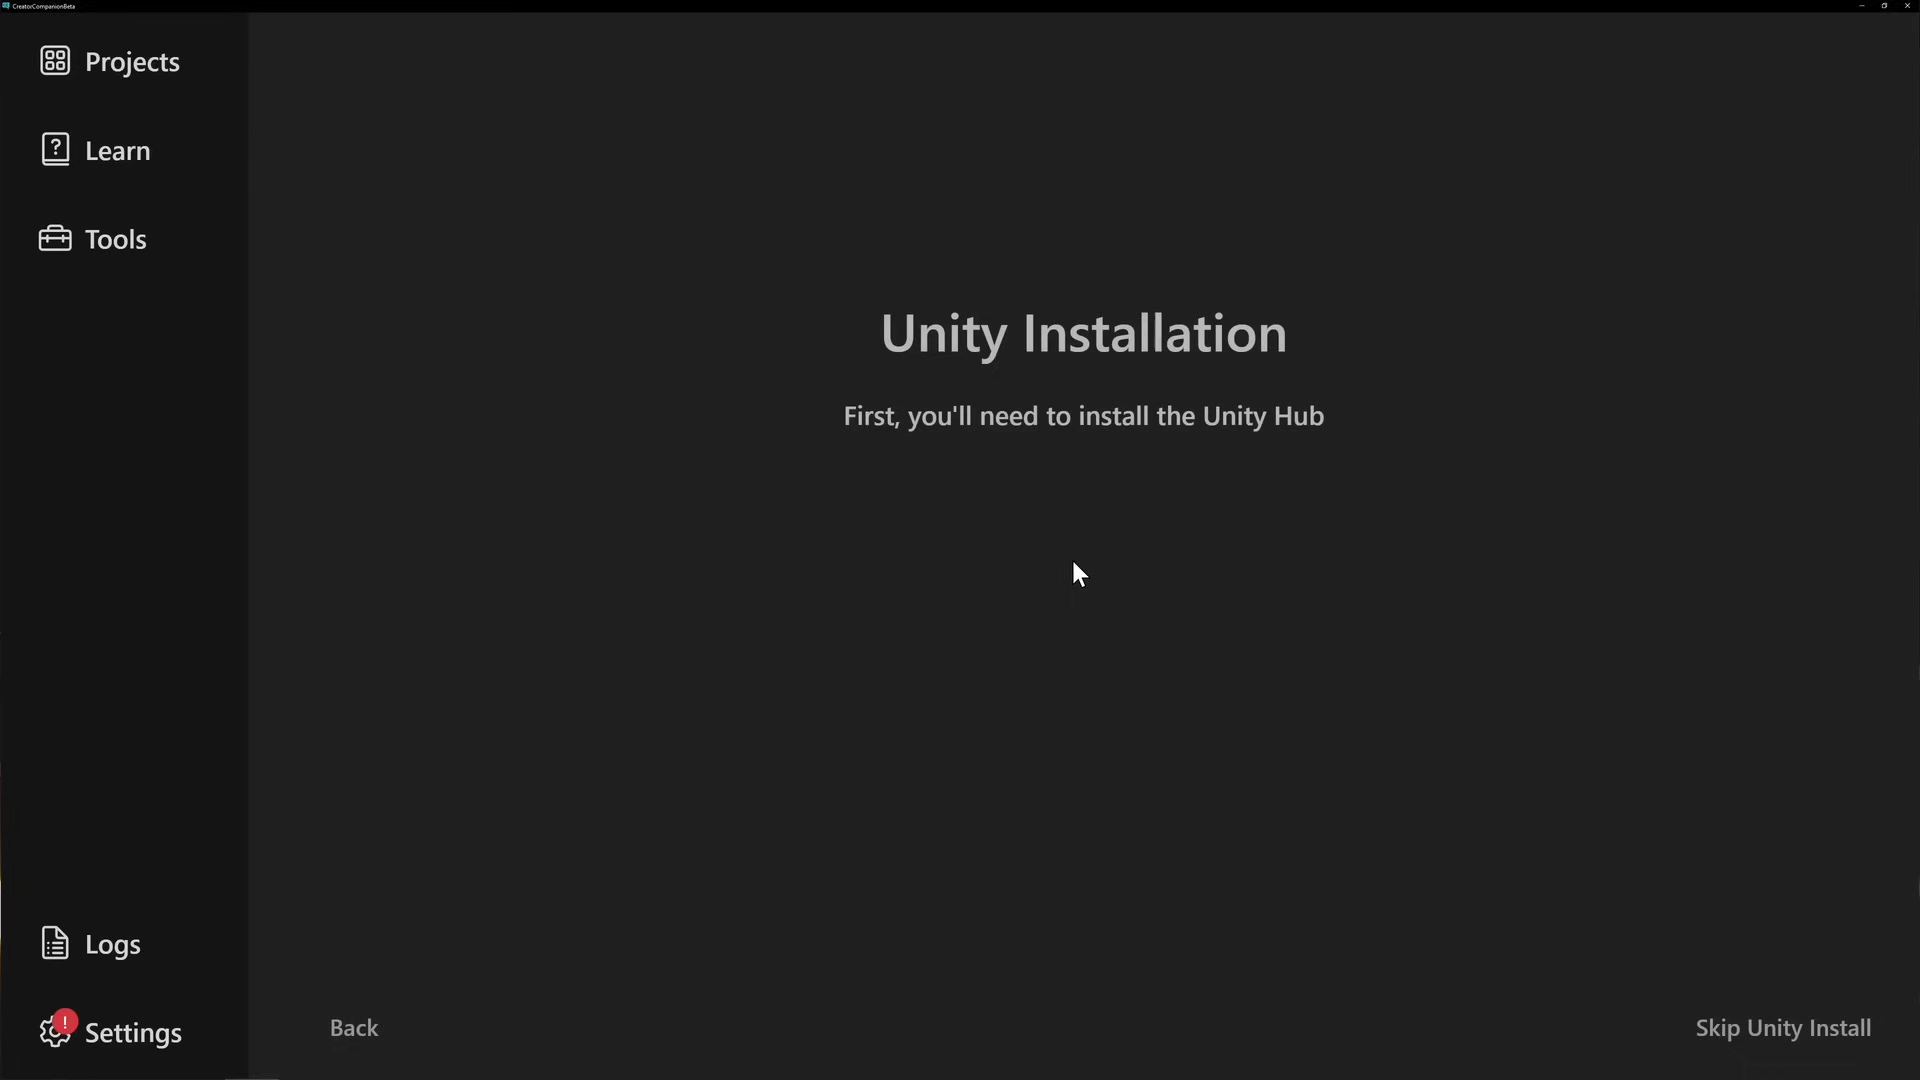 CreatorCompanionBeta
Projects
Learn
Tools
Unity Installation
First, you'll need to install the Unity Hub
Logs
! Settings
Back
Skip Unity Install